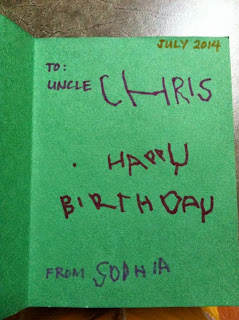 JULY 2014
TO:
UNCLE CHRIS
HAPPY
BIRTHDAY
FROM SOPHIA